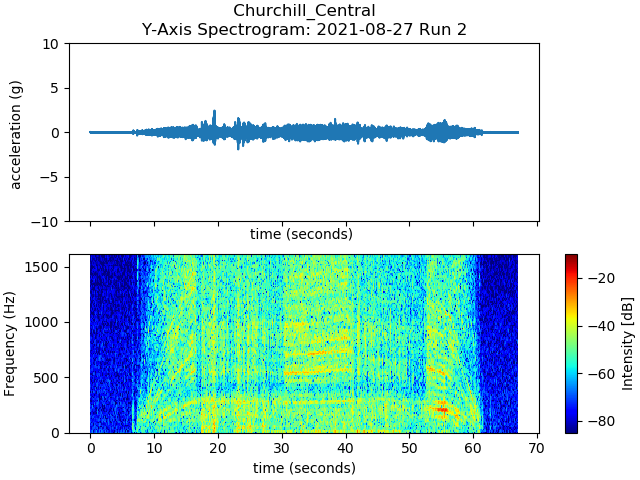 Churchill_Central
Y-Axis Spectrogram: 2021-08-27 Run 2
10
5
0
−5
−10
acceleration (g)
time (seconds)
1500
1000
500
0
Frequency (Hz)
0 10 20 30 40 50 60 70
time (seconds)
−20
−40
−60
−80
Intensity [dB]